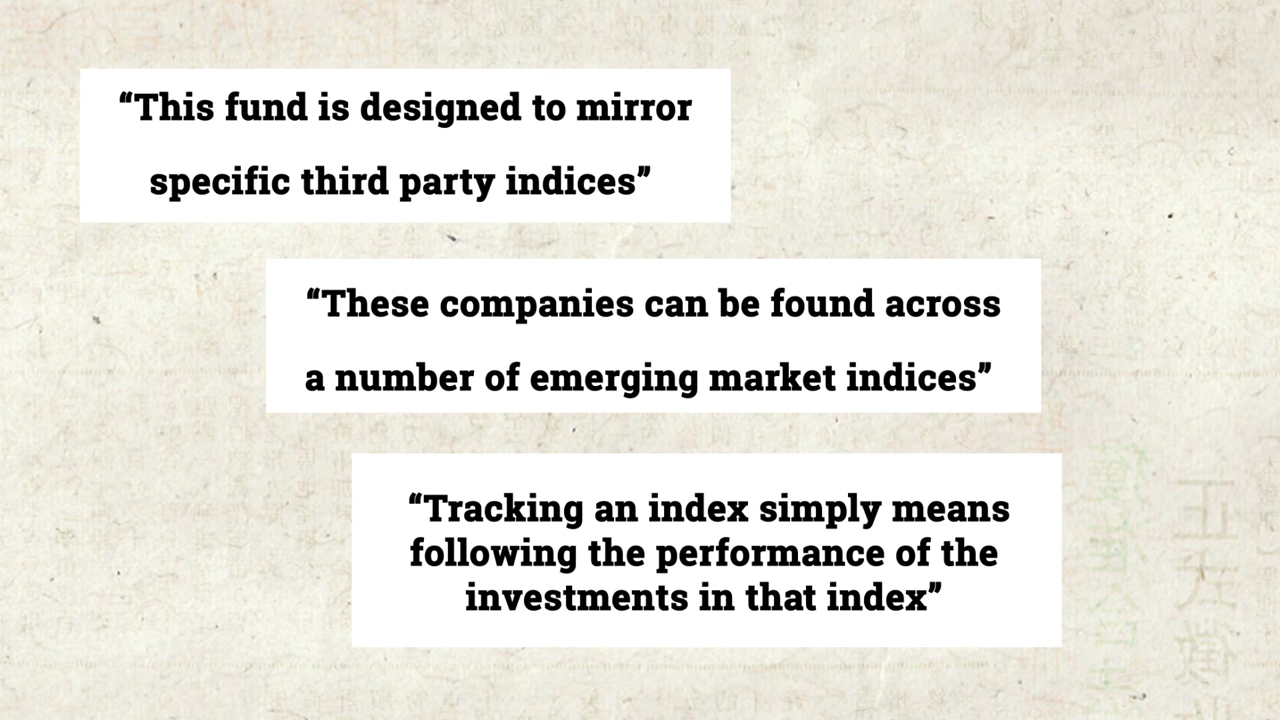 “This fund is designed to mirror
specific third party indices”
“These companies can be found across
a number of emerging market indices”
“Tracking an index simply means
following the performance of the
investments in that index”